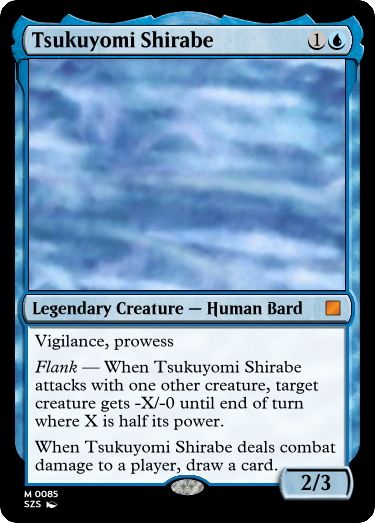 Tsukuyomi Shirabe 1
Legendary Creature — Human Bard
Vigilance, prowess
Flank — When Tsukuyomi Shirabe
attacks with one other creature, target
creature gets -X/-0 until end of turn
where X is half its power.
When Tsukuyomi Shirabe deals combat
damage to a player, draw a card.
2/3
M 0085
SZS